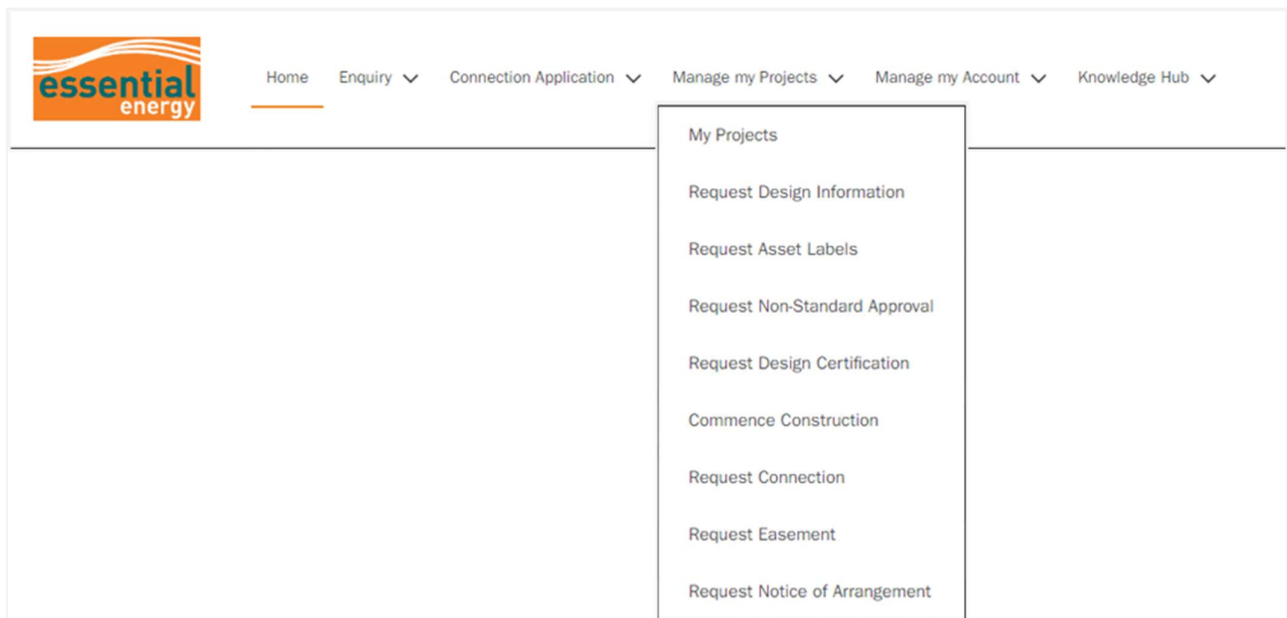 essential
energy
Home Enquiry Connection Application Manage my Projects Manage my Account Knowledge Hub
My Projects
Request Design Information
Request Asset Labels
Request Non-Standard Approval
Request Design Certification
Commence Construction
Request Connection
Request Easement
Request Notice of Arrangement